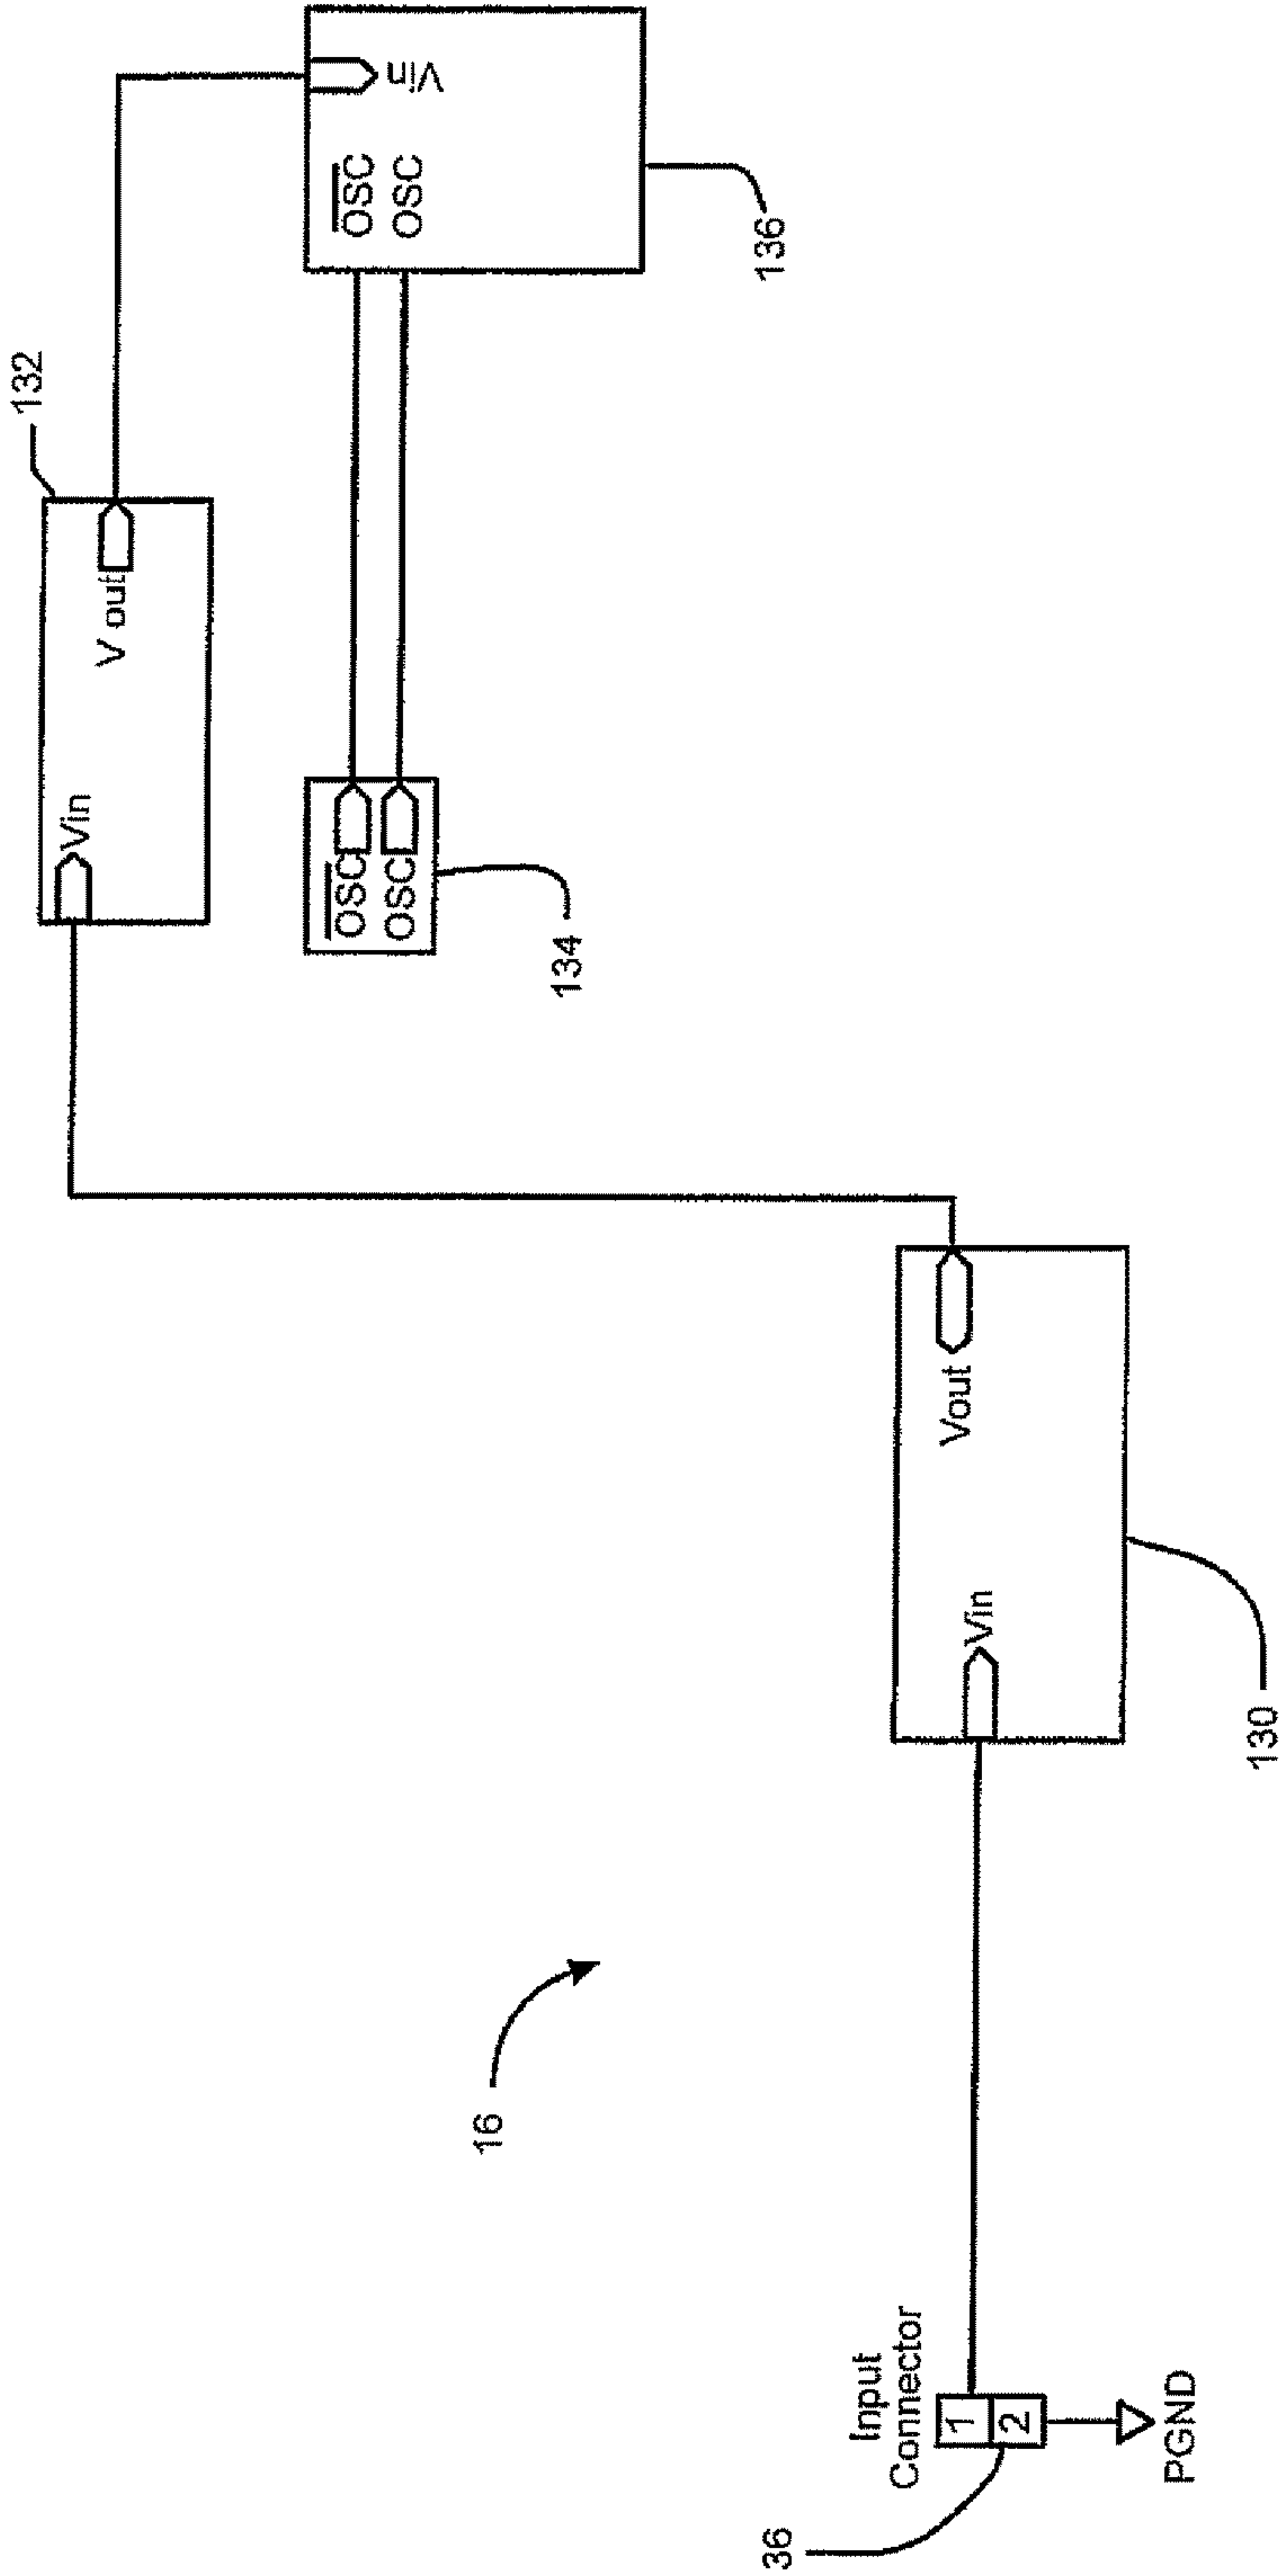 132
Vin
V out
Vin
OSC
OSC
136
OSC
OSC
134
16
Input
Connector
1
2
36
PGND
Vin
Vout
130